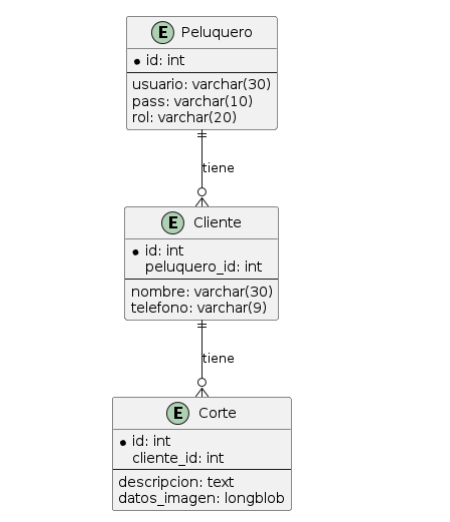 E Peluquero
id: int
usuario: varchar(30)
pass: varchar(10)
rol: varchar(20)
tiene
E Cliente
id: int
peluquero_id: int
nombre: varchar(30)
telefono: varchar(9)
tiene
E Corte
id: int
cliente_id: int
descripcion: text
datos_imagen: longblob